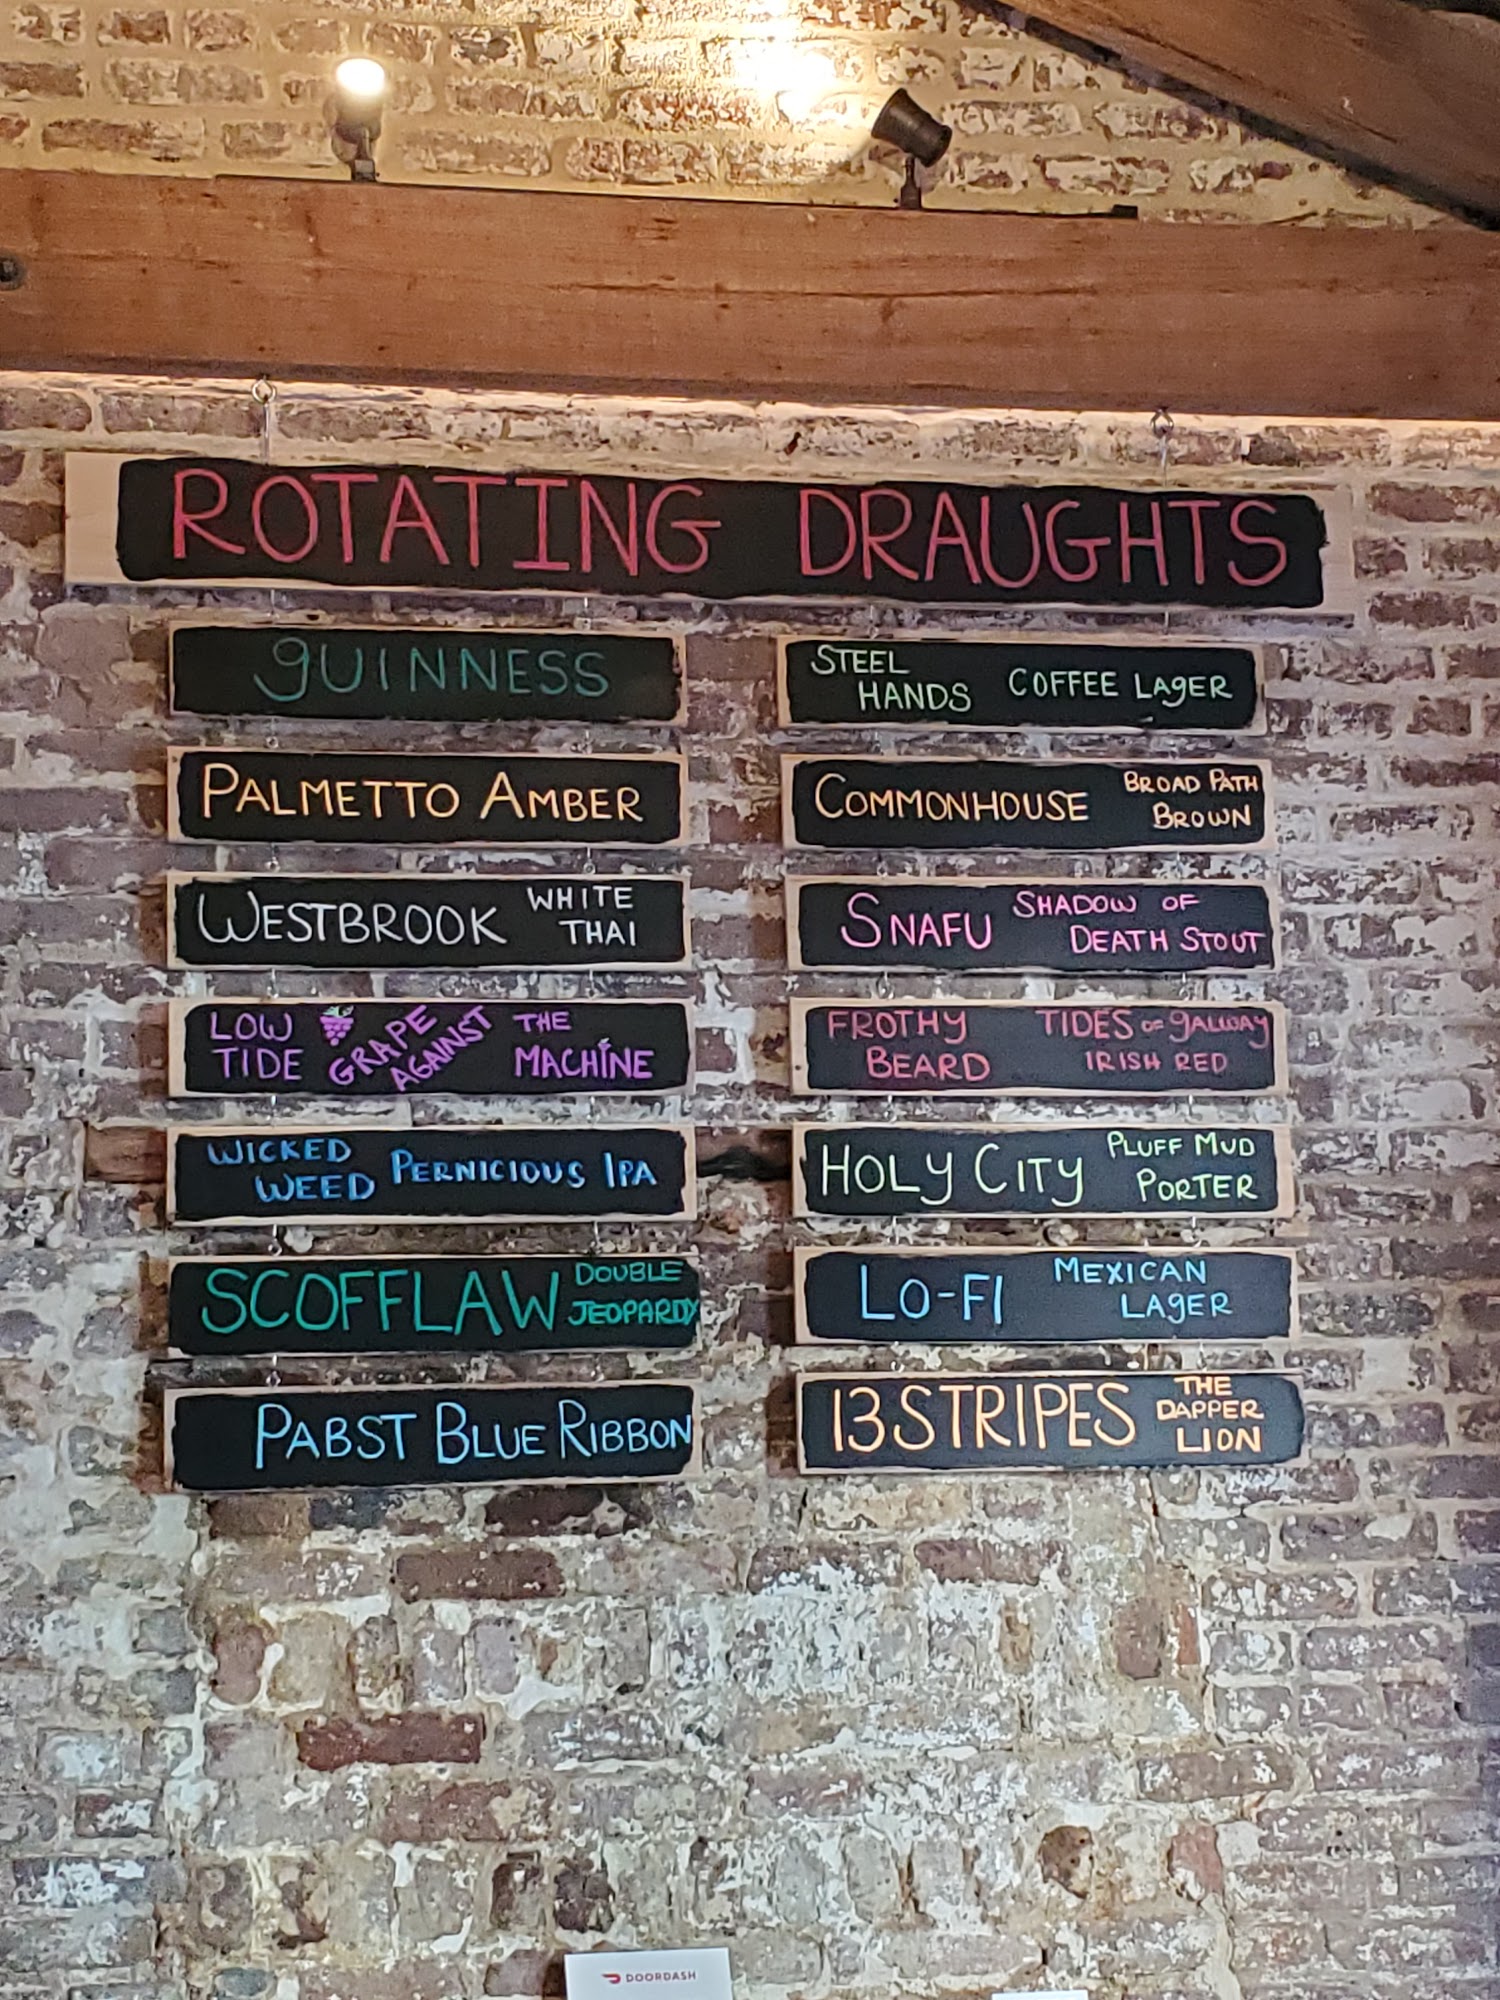 ROTATING DRAUGHTS
GUINNESS
PALMETTO AMBER
WESTBROOK WHITE
THAI
LOW GRAPE THE
TIDE AGAINST MACHINE
WICKED
WEED PERNICIOUS IPA
SCOFFLAW DOUBLE
JEOPARDY
PABST BLUE RIBBON
STEEL
HANDS COFFEE LAGER
COMMONHOUSE BROAD PATH
BROWN
SNAFU SHADOW OF
DEATH STOUT
FROTHY TIDES OF GALWAY
BEARD IRISH RED
HOLY CITY PLUFF MUD
PORTER
LO-FI MEXICAN
LAGER
13 STRIPES THE
DAPPER
LION
DOORDASH